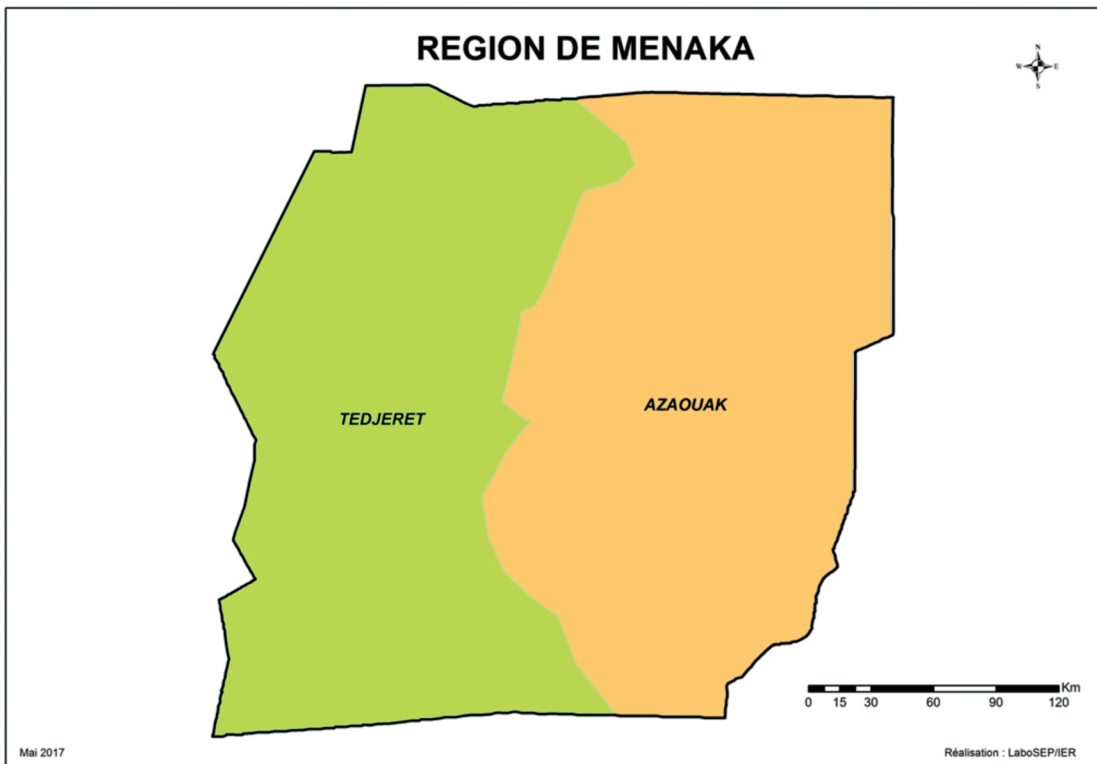 REGION DE MENAKA
N
W E
S
TEDJERET
AZAOUAK
Km
0 15 30 60 90 120
Mai 2017
Réalisation : LaboSEP/IER